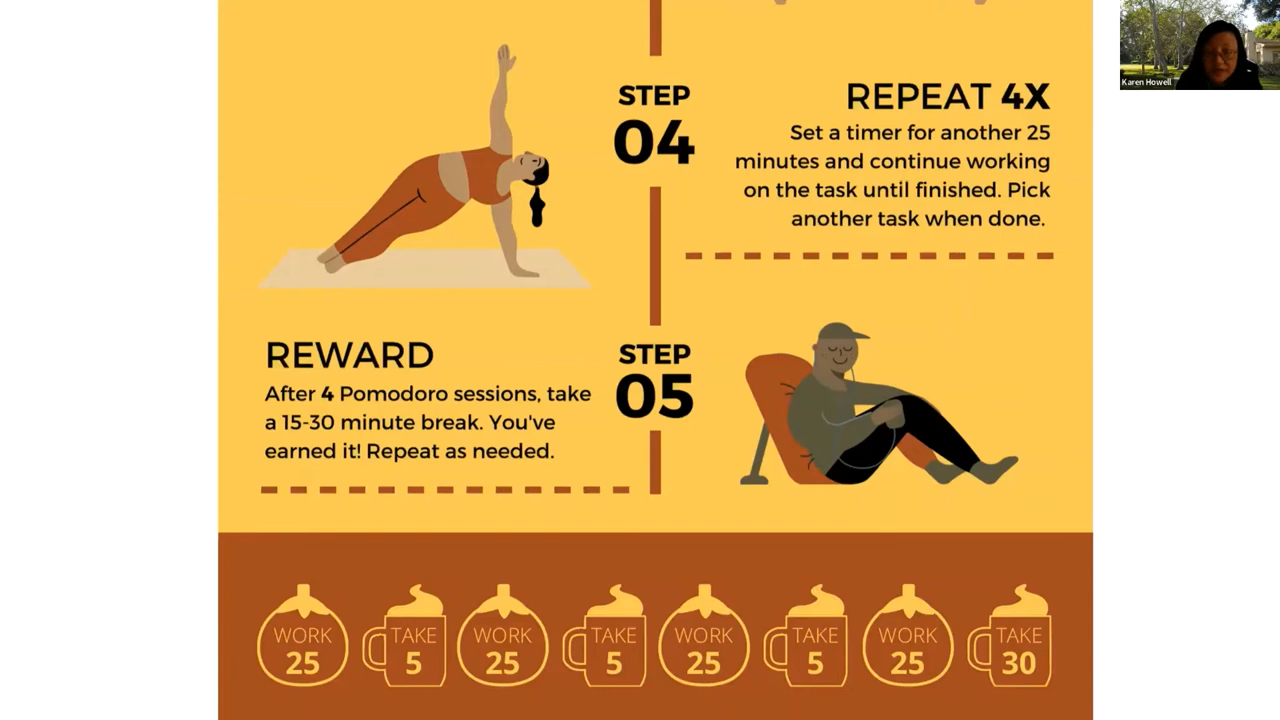 Karen Howell
STEP
04
REPEAT 4X
Set a timer for another 25
minutes and continue working
on the task until finished. Pick
another task when done.
REWARD
After 4 Pomodoro sessions, take
a 15-30 minute break. You've
earned it! Repeat as needed.
STEP
05
WORK
25
TAKE
5
WORK
25
TAKE
5
WORK
25
TAKE
5
WORK
25
TAKE
30